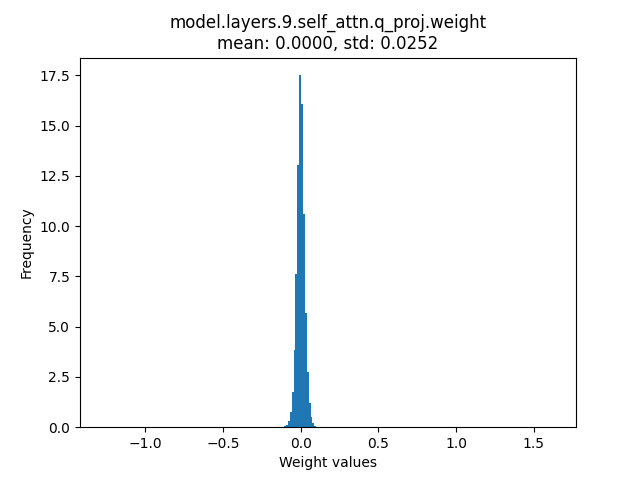 model.layers.9.self_attn.q_proj.weight
mean: 0.0000, std: 0.0252
17.5
15.0
12.5
10.0
7.5
5.0
2.5
0.0
Frequency
−1.0 −0.5 0.0 0.5 1.0 1.5
Weight values